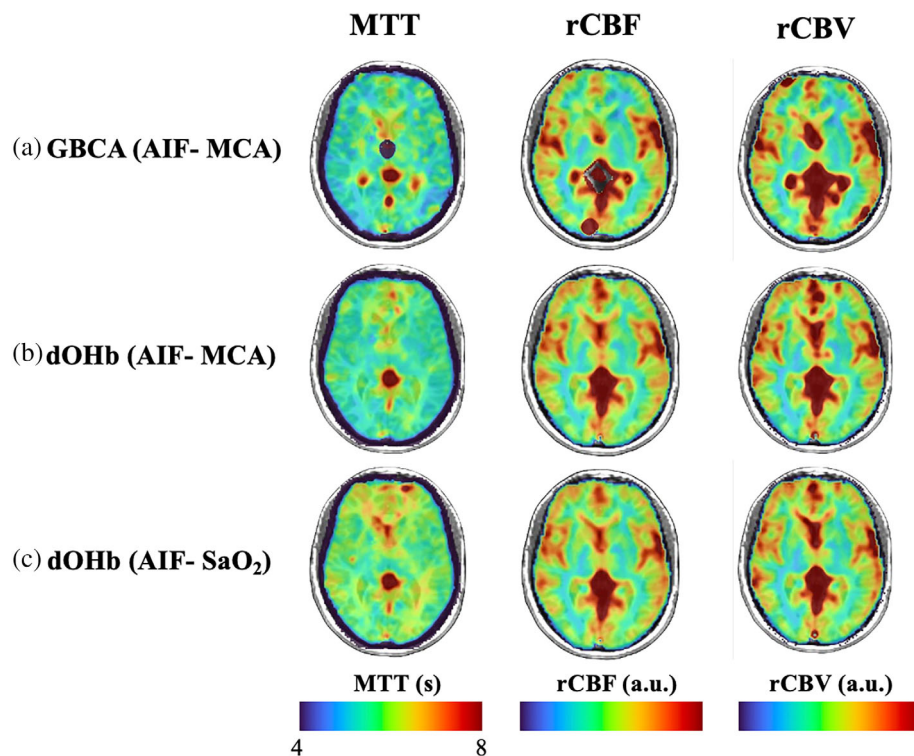 MTT rCBF rCBV
(a) GBCA (AIF- MCA)
(b) dOHb (AIF- MCA)
(c) dOHb (AIF- SaO₂)
MTT (s) rCBF (a.u.) rCBV (a.u.)
4 8